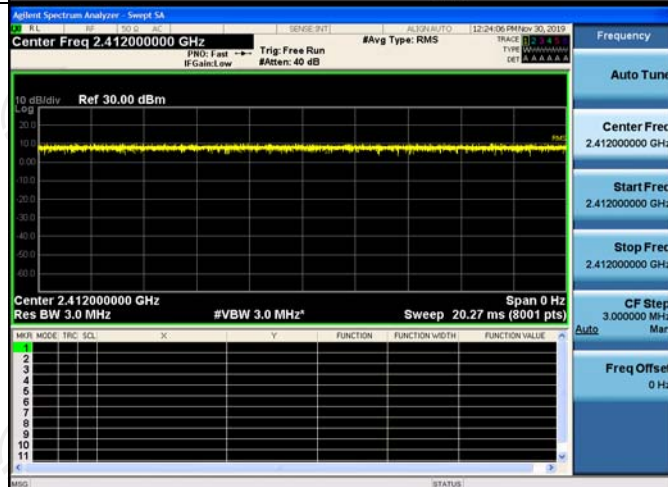 Agilent Spectrum Analyzer - Swept SA
RL RF 50 Ω AC SENSE:INT ALIGN AUTO 12:24:06 PM Nov 30, 2019
Center Freq 2.412000000 GHz
PNO: Fast
IFGain:Low
Trig: Free Run
#Atten: 40 dB
#Avg Type: RMS
TRACE 1 2 3 4 5 6
TYPE
DET A A A A A A
10 dB/div Ref 30.00 dBm
Log
20.0
10.0
0.00
-10.0
-20.0
-30.0
-40.0
-50.0
-60.0
RMS
Center 2.412000000 GHz Span 0 Hz
Res BW 3.0 MHz #VBW 3.0 MHz* Sweep 20.27 ms (8001 pts)
MKR MODE TRC SCL X Y FUNCTION FUNCTION WIDTH FUNCTION VALUE
1
2
3
4
5
6
7
8
9
10
11
MSG STATUS
Frequency
Auto Tune
Center Freq
2.412000000 GHz
Start Freq
2.412000000 GHz
Stop Freq
2.412000000 GHz
CF Step
3.000000 MHz
Auto Man
Freq Offset
0 Hz